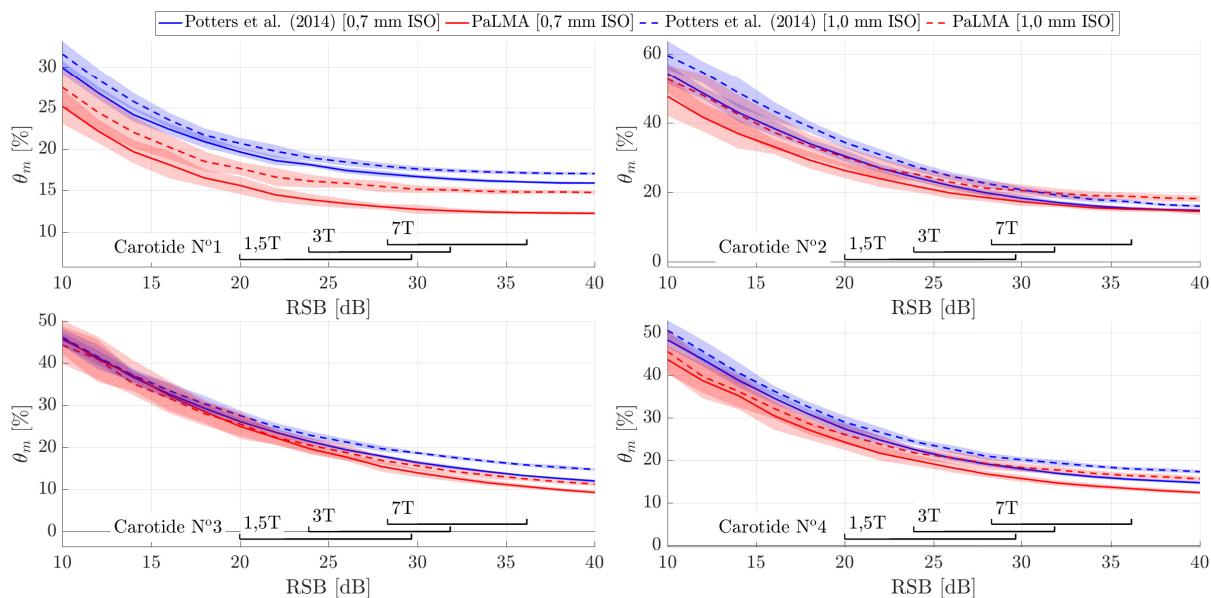 Potters et al. (2014) [0,7 mm ISO] PaLMA [0,7 mm ISO] Potters et al. (2014) [1,0 mm ISO] PaLMA [1,0 mm ISO]
30
25
20
15
10
θm [%]
Carotide Nº1
1,5T
3T
7T
10 15 20 25 30 35 40
RSB [dB]
60
40
20
0
θm [%]
Carotide Nº2
1,5T
3T
7T
10 15 20 25 30 35 40
RSB [dB]
50
40
30
20
10
0
θm [%]
Carotide Nº3
1,5T
3T
7T
10 15 20 25 30 35 40
RSB [dB]
50
40
30
20
10
0
θm [%]
Carotide Nº4
1,5T
3T
7T
10 15 20 25 30 35 40
RSB [dB]